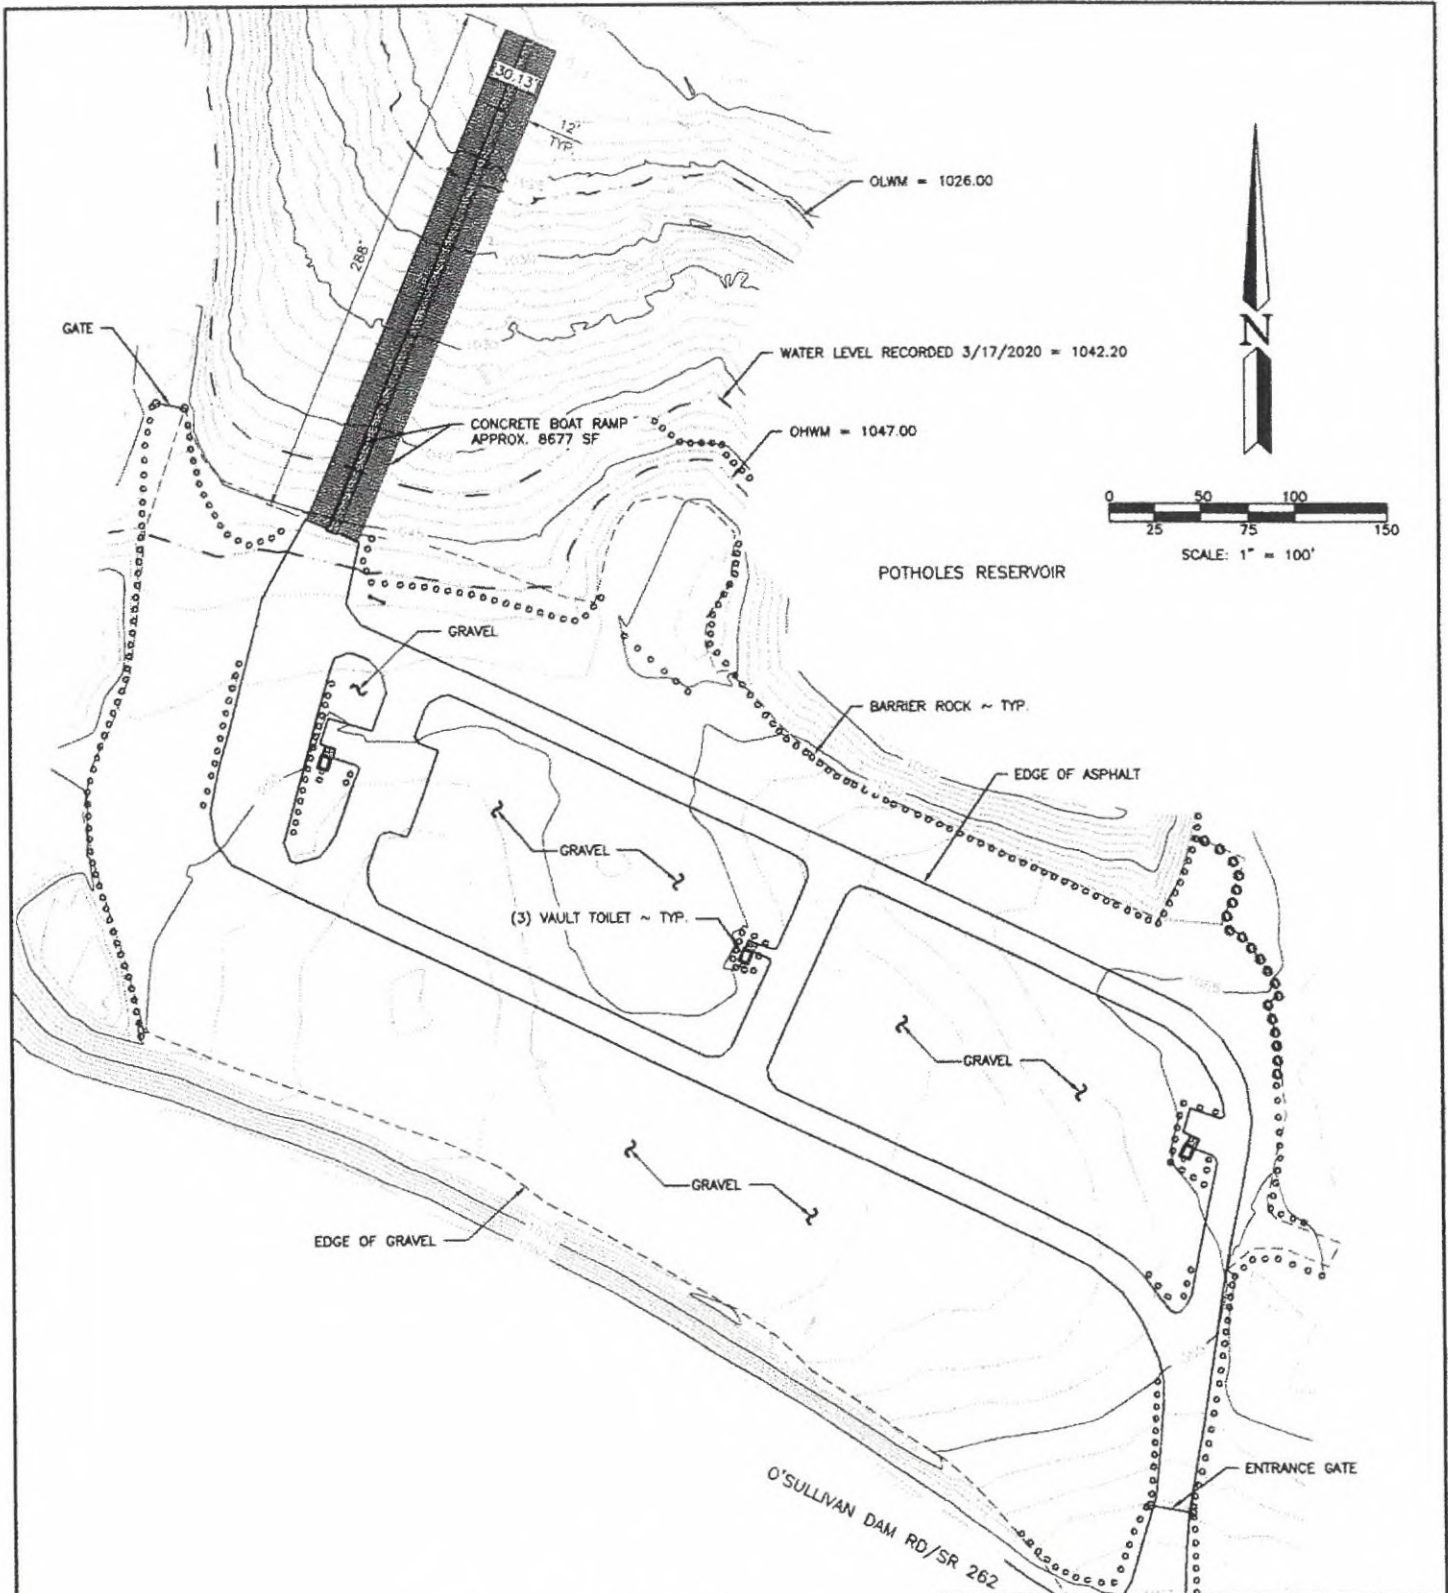 30.13'
12'
TYP.
OLWM = 1026.00
288'
GATE
N
WATER LEVEL RECORDED 3/17/2020 = 1042.20
CONCRETE BOAT RAMP
APPROX. 8677 SF
OHWM = 1047.00
0 50 100
25 75 150
SCALE: 1" = 100'
POTHOLES RESERVOIR
GRAVEL
BARRIER ROCK ~ TYP.
EDGE OF ASPHALT
GRAVEL
(3) VAULT TOILET ~ TYP.
GRAVEL
GRAVEL
EDGE OF GRAVEL
ENTRANCE GATE
O'SULLIVAN DAM RD/SR 262